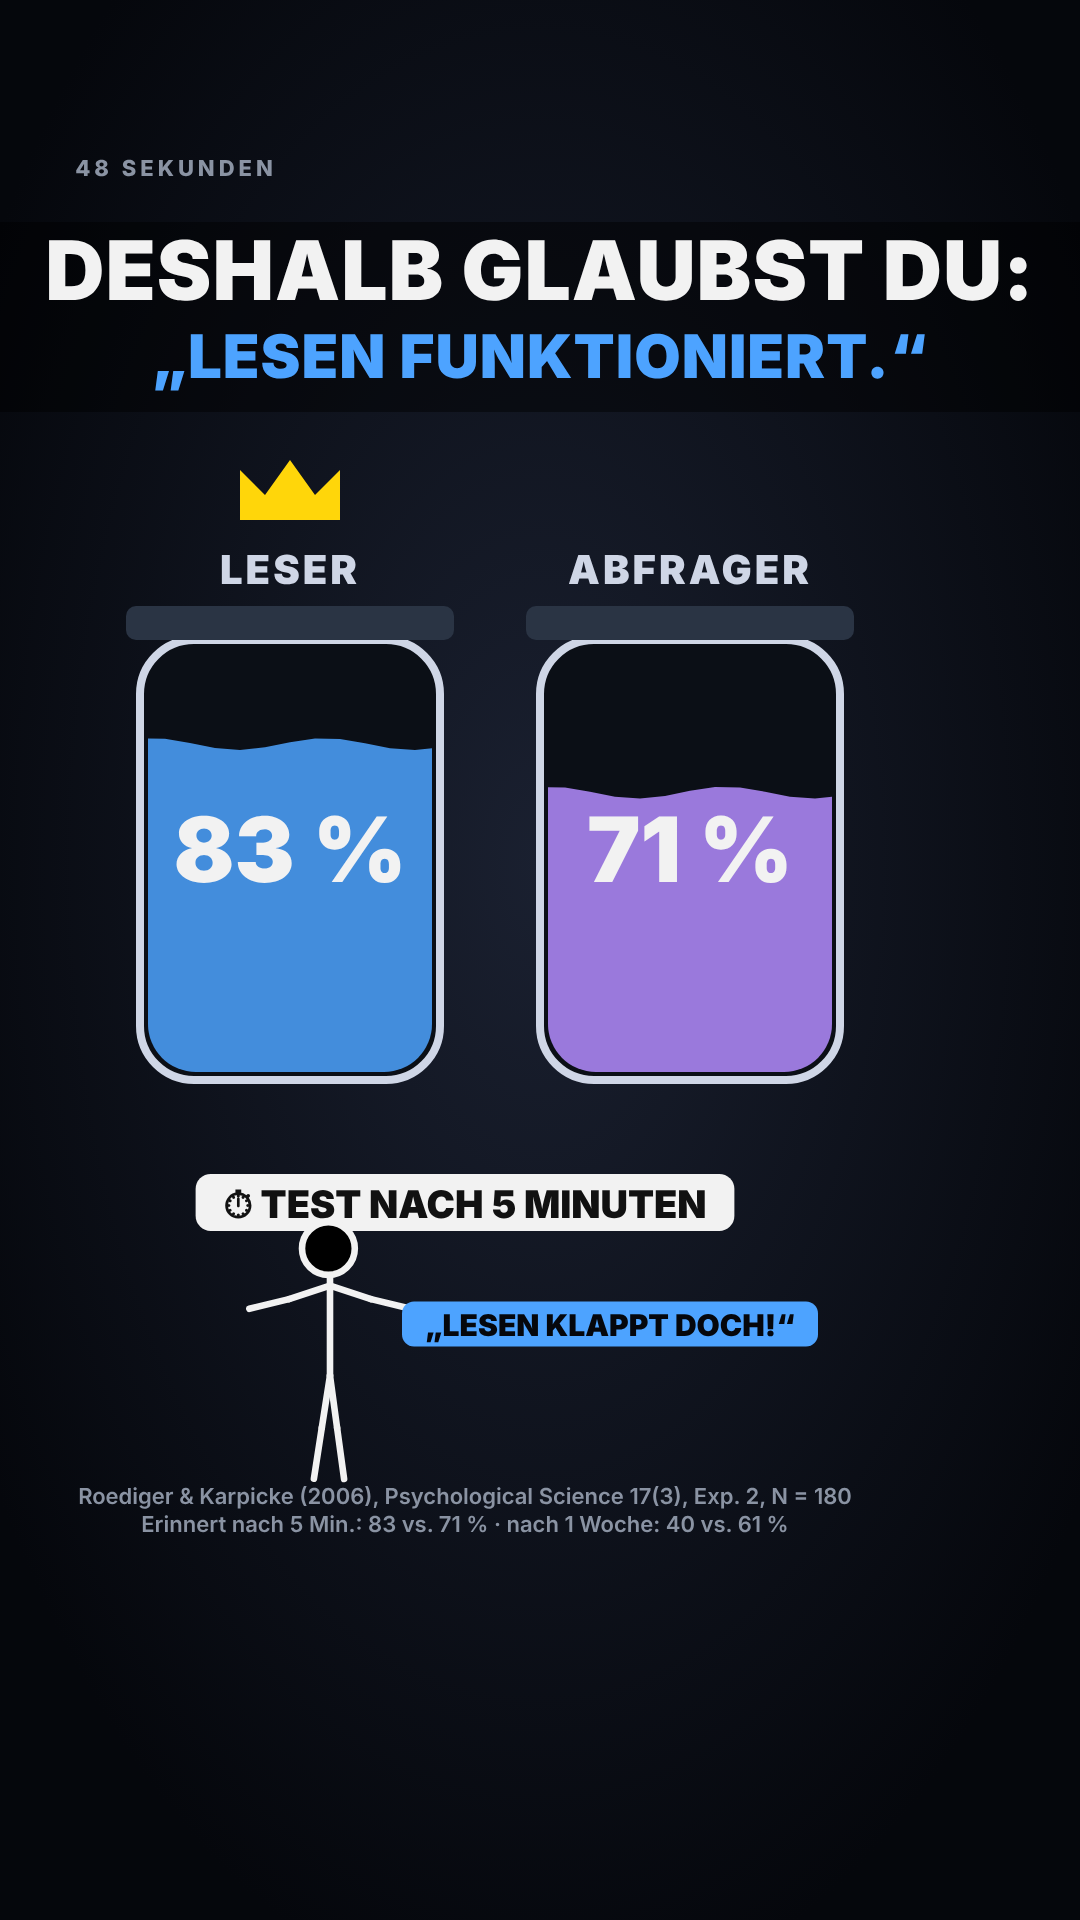 48 SEKUNDEN
DESHALB GLAUBST DU:
„LESEN FUNKTIONIERT.“
LESER
ABFRAGER
83 %
71 %
⏱ TEST NACH 5 MINUTEN
„LESEN KLAPPT DOCH!“
Roediger & Karpicke (2006), Psychological Science 17(3), Exp. 2, N = 180
Erinnert nach 5 Min.: 83 vs. 71 % · nach 1 Woche: 40 vs. 61 %